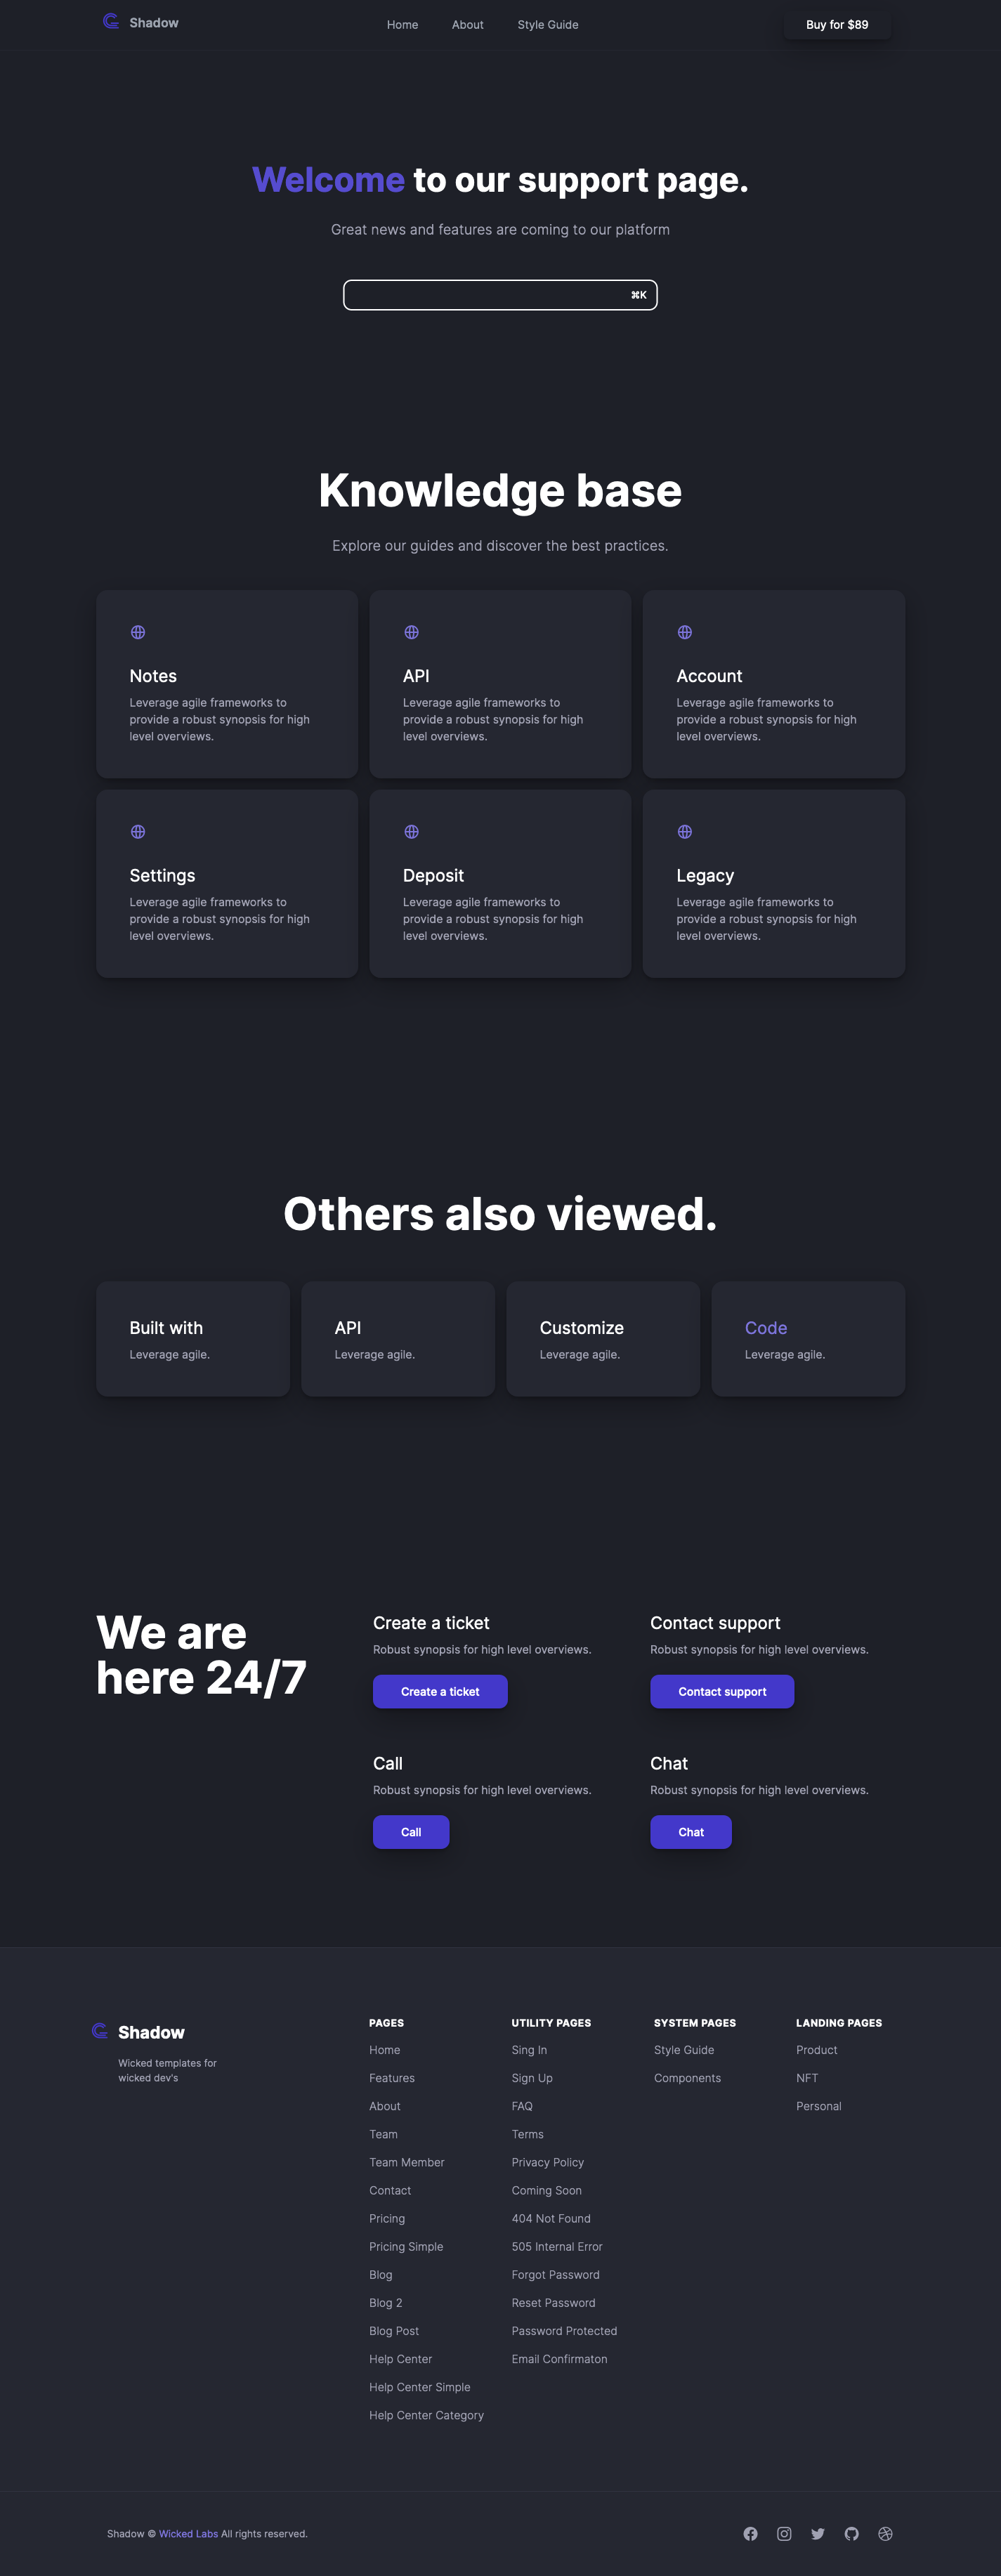 Shadow
Home
About
Style Guide
Buy for $89
Welcome to our support page.
Great news and features are coming to our platform
⌘K
Knowledge base
Explore our guides and discover the best practices.
Notes
Leverage agile frameworks to
provide a robust synopsis for high
level overviews.
API
Leverage agile frameworks to
provide a robust synopsis for high
level overviews.
Account
Leverage agile frameworks to
provide a robust synopsis for high
level overviews.
Settings
Leverage agile frameworks to
provide a robust synopsis for high
level overviews.
Deposit
Leverage agile frameworks to
provide a robust synopsis for high
level overviews.
Legacy
Leverage agile frameworks to
provide a robust synopsis for high
level overviews.
Others also viewed.
Built with
Leverage agile.
API
Leverage agile.
Customize
Leverage agile.
Code
Leverage agile.
We are
here 24/7
Create a ticket
Robust synopsis for high level overviews.
Create a ticket
Contact support
Robust synopsis for high level overviews.
Contact support
Call
Robust synopsis for high level overviews.
Call
Chat
Robust synopsis for high level overviews.
Chat
Shadow
Wicked templates for
wicked dev's
PAGES
Home
Features
About
Team
Team Member
Contact
Pricing
Pricing Simple
Blog
Blog 2
Blog Post
Help Center
Help Center Simple
Help Center Category
UTILITY PAGES
Sing In
Sign Up
FAQ
Terms
Privacy Policy
Coming Soon
404 Not Found
505 Internal Error
Forgot Password
Reset Password
Password Protected
Email Confirmaton
SYSTEM PAGES
Style Guide
Components
LANDING PAGES
Product
NFT
Personal
Shadow © Wicked Labs All rights reserved.